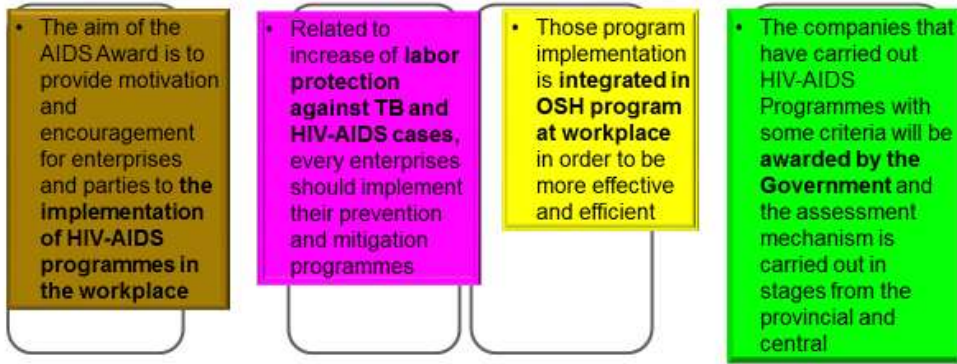 • The aim of the
AIDS Award is to
provide motivation
and
encouragement
for enterprises
and parties to the
implementation
of HIV-AIDS
programmes in
the workplace
• Related to
increase of labor
protection
against TB and
HIV-AIDS cases,
every enterprises
should implement
their prevention
and mitigation
programmes
• Those program
implementation
is integrated in
OSH program
at workplace
in order to be
more effective
and efficient
• The companies that
have carried out
HIV-AIDS
Programmes with
some criteria will be
awarded by the
Government and
the assessment
mechanism is
carried out in
stages from the
provincial and
central